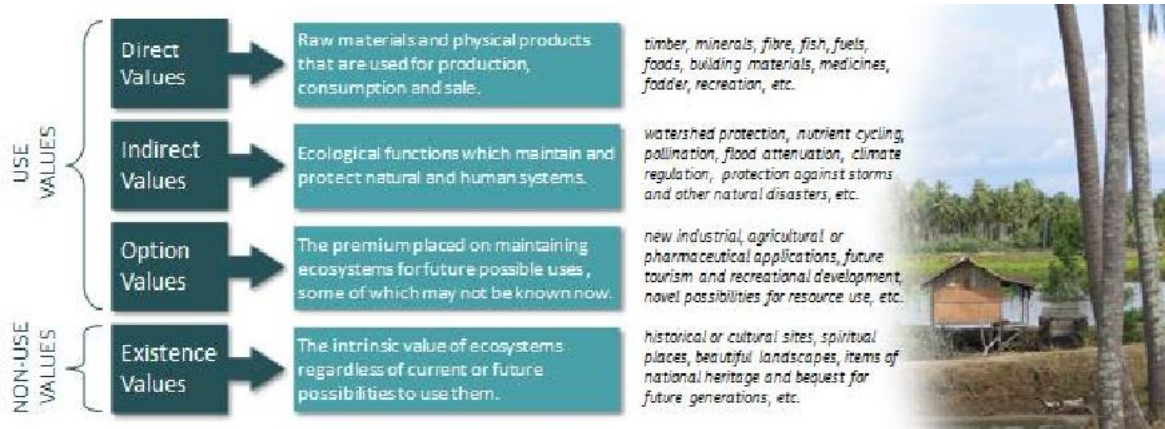 USE
VALUES
Direct
Values
Raw materials and physical products
that are used for production,
consumption and sale.
timber, minerals, fibre, fish, fuels,
foods, building materials, medicines,
fodder, recreation, etc.
Indirect
Values
Ecological functions which maintain and
protect natural and human systems.
watershed protection, nutrient cycling,
pollination, flood attenuation, climate
regulation, protection against storms
and other natural disasters, etc.
Option
Values
The premium placed on maintaining
ecosystems for future possible uses,
some of which may not be known now.
new industrial, agricultural or
pharmaceutical applications, future
tourism and recreational development,
novel possibilities for resource use, etc.
NON-USE
VALUES
Existence
Values
The intrinsic value of ecosystems
regardless of current or future
possibilities to use them.
historical or cultural sites, spiritual
places, beautiful landscapes, items of
national heritage and bequest for
future generations, etc.